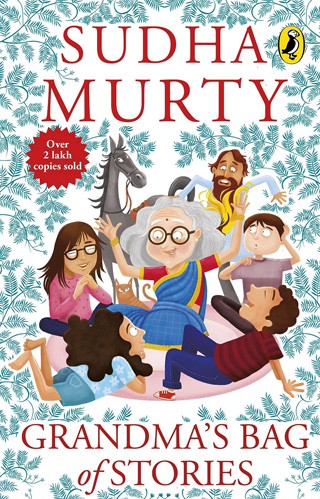 SUDHA
MURTY
Over
2 lakh
copies sold
GRANDMA'S BAG
of STORIES